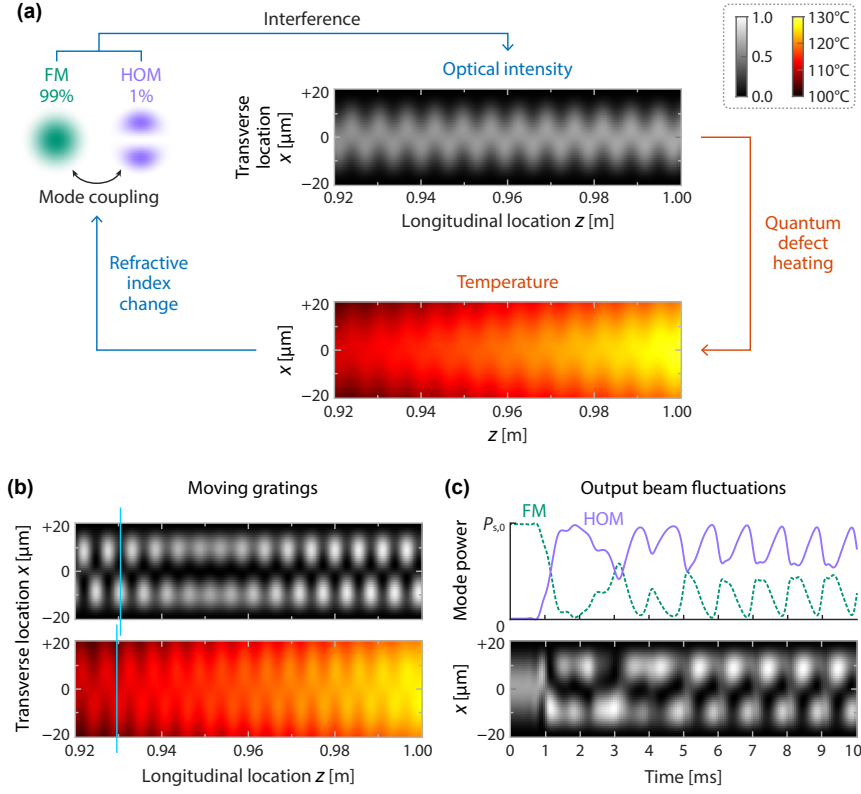 (a)
Interference
FM
99%
HOM
1%
Mode coupling
Optical intensity
1.0
0.5
0.0
130°C
120°C
110°C
100°C
Transverse
location
x [µm]
+20
0
−20
0.92
0.94
0.96
0.98
1.00
Longitudinal location z [m]
Quantum
defect
heating
Refractive
index
change
Temperature
x [µm]
+20
0
−20
0.92
0.94
0.96
0.98
1.00
z [m]
(b)
Moving gratings
Transverse location x [µm]
+20
0
−20
+20
0
−20
0.92
0.94
0.96
0.98
1.00
Longitudinal location z [m]
(c)
Output beam fluctuations
FM
HOM
Ps,0
0
Mode power
x [µm]
+20
0
−20
0
1
2
3
4
5
6
7
8
9
10
Time [ms]